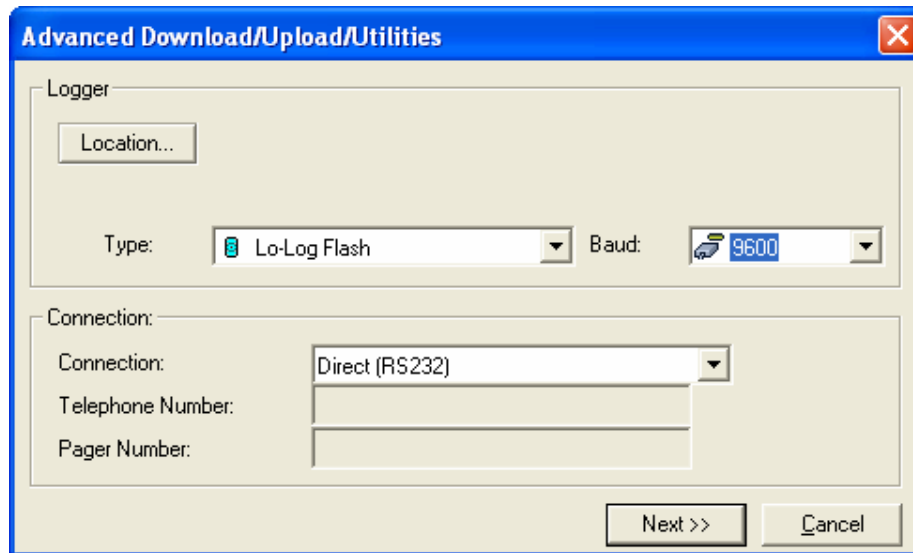 Advanced Download/Upload/Utilities
Logger
Location...
Type: Lo-Log Flash Baud: 9600
Connection:
Connection: Direct (RS232)
Telephone Number:
Pager Number:
Next >> Cancel